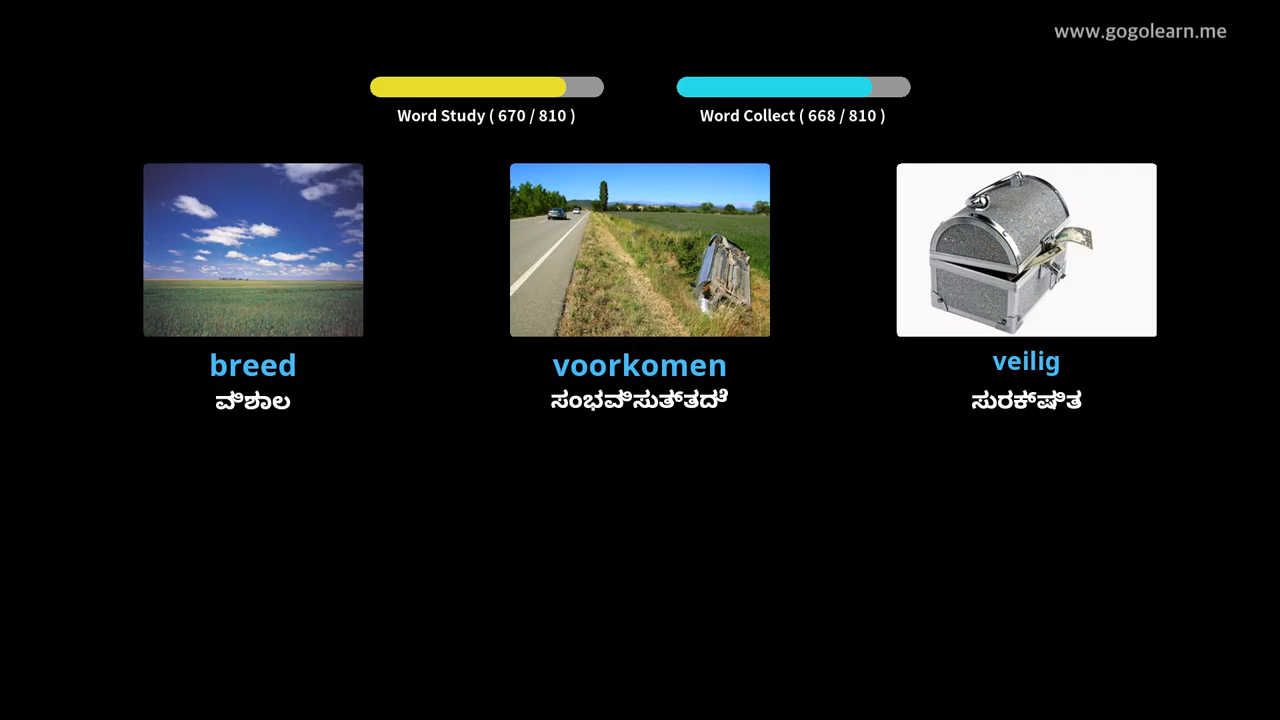 www.gogolearn.me
Word Study ( 670 / 810 )
Word Collect ( 668 / 810 )
breed
voorkomen
veilig
ವಿಶಾಲ
ಸಂಭವಿಸುತ್ತದೆ
ಸುರಕ್ಷಿತ